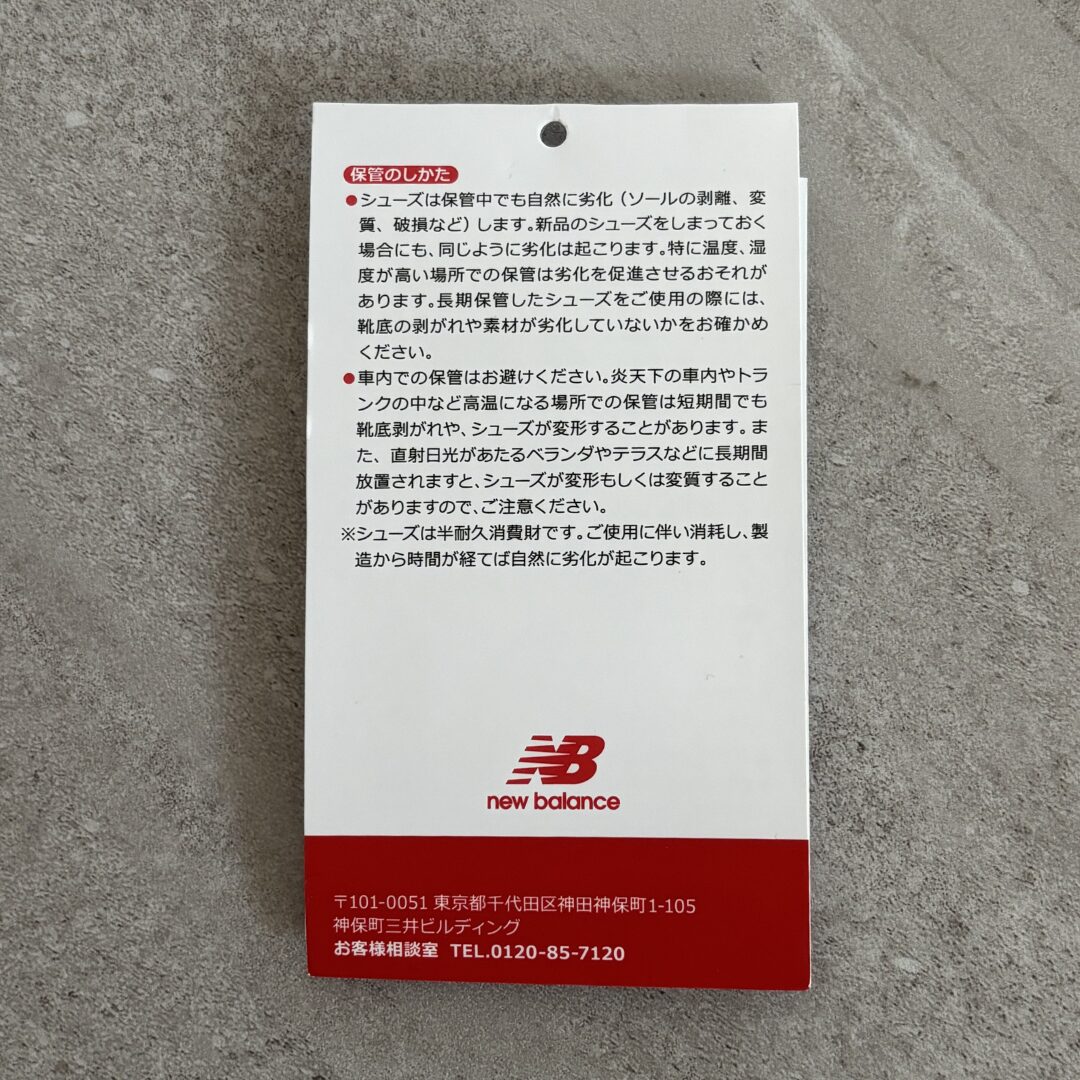 保管のしかた
●シューズは保管中でも自然に劣化（ソールの剥離、変
質、破損など）します。新品のシューズをしまっておく
場合にも、同じように劣化は起こります。特に温度、湿
度が高い場所での保管は劣化を促進させるおそれが
あります。長期保管したシューズをご使用の際には、
靴底の剥がれや素材が劣化していないかをお確かめ
ください。
●車内での保管はお避けください。炎天下の車内やトラ
ンクの中など高温になる場所での保管は短期間でも
靴底剥がれや、シューズが変形することがあります。ま
た、直射日光があたるベランダやテラスなどに長期間
放置されますと、シューズが変形もしくは変質すること
がありますので、ご注意ください。
※シューズは半耐久消費財です。ご使用に伴い消耗し、製
造から時間が経てば自然に劣化が起こります。
NB
new balance
〒101-0051 東京都千代田区神田神保町1-105
神保町三井ビルディング
お客様相談室 TEL.0120-85-7120